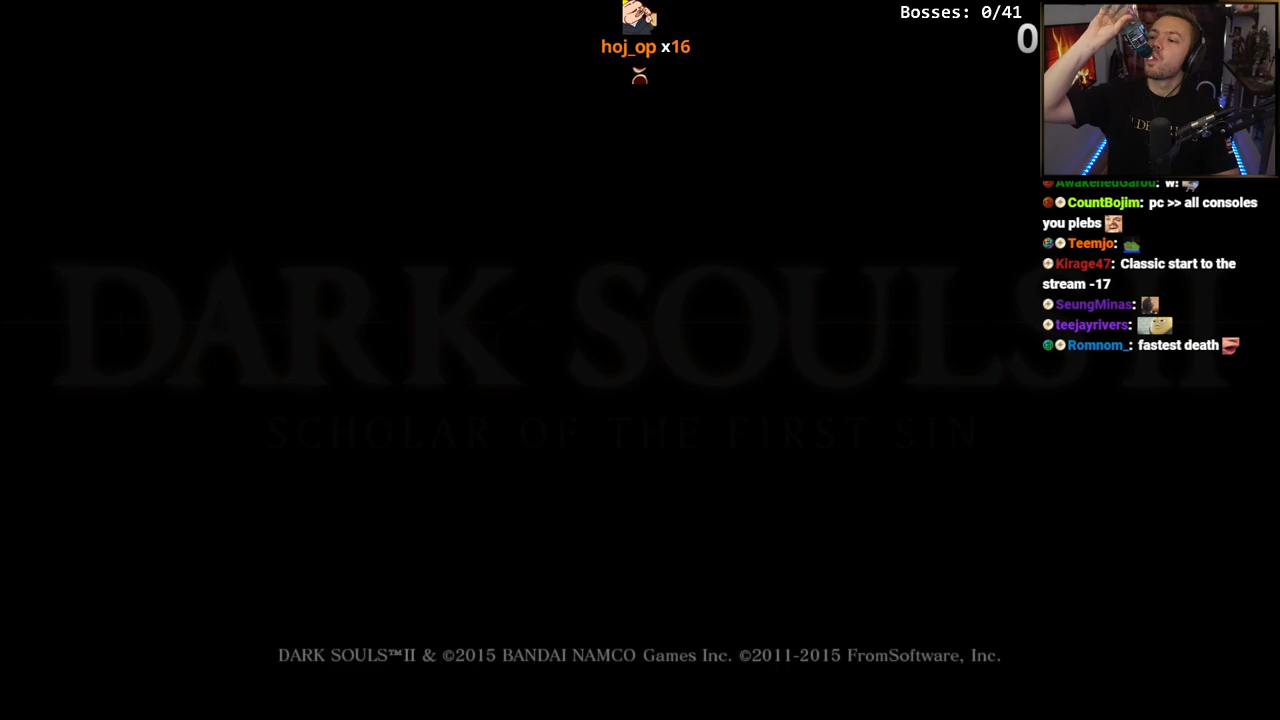 Bosses: 0/41
0
hoj_op x16
AwakenedGarou: w!
CountBojim: pc >> all consoles
you plebs
Teemjo:
Kirage47: Classic start to the
stream -17
SeungMinas:
teejayrivers:
Romnom_: fastest death
DARK SOULS II
SCHOLAR OF THE FIRST SIN
DARK SOULS™II & ©2015 BANDAI NAMCO Games Inc. ©2011-2015 FromSoftware, Inc.